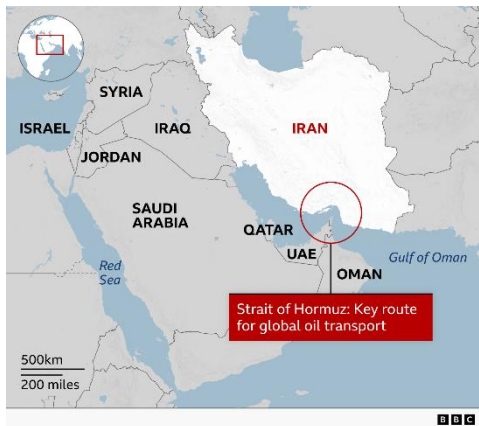 SYRIA
ISRAEL
IRAQ
IRAN
JORDAN
SAUDI
ARABIA
QATAR
UAE
OMAN
Gulf of Oman
Red
Sea
Strait of Hormuz: Key route
for global oil transport
500km
200 miles
BBC